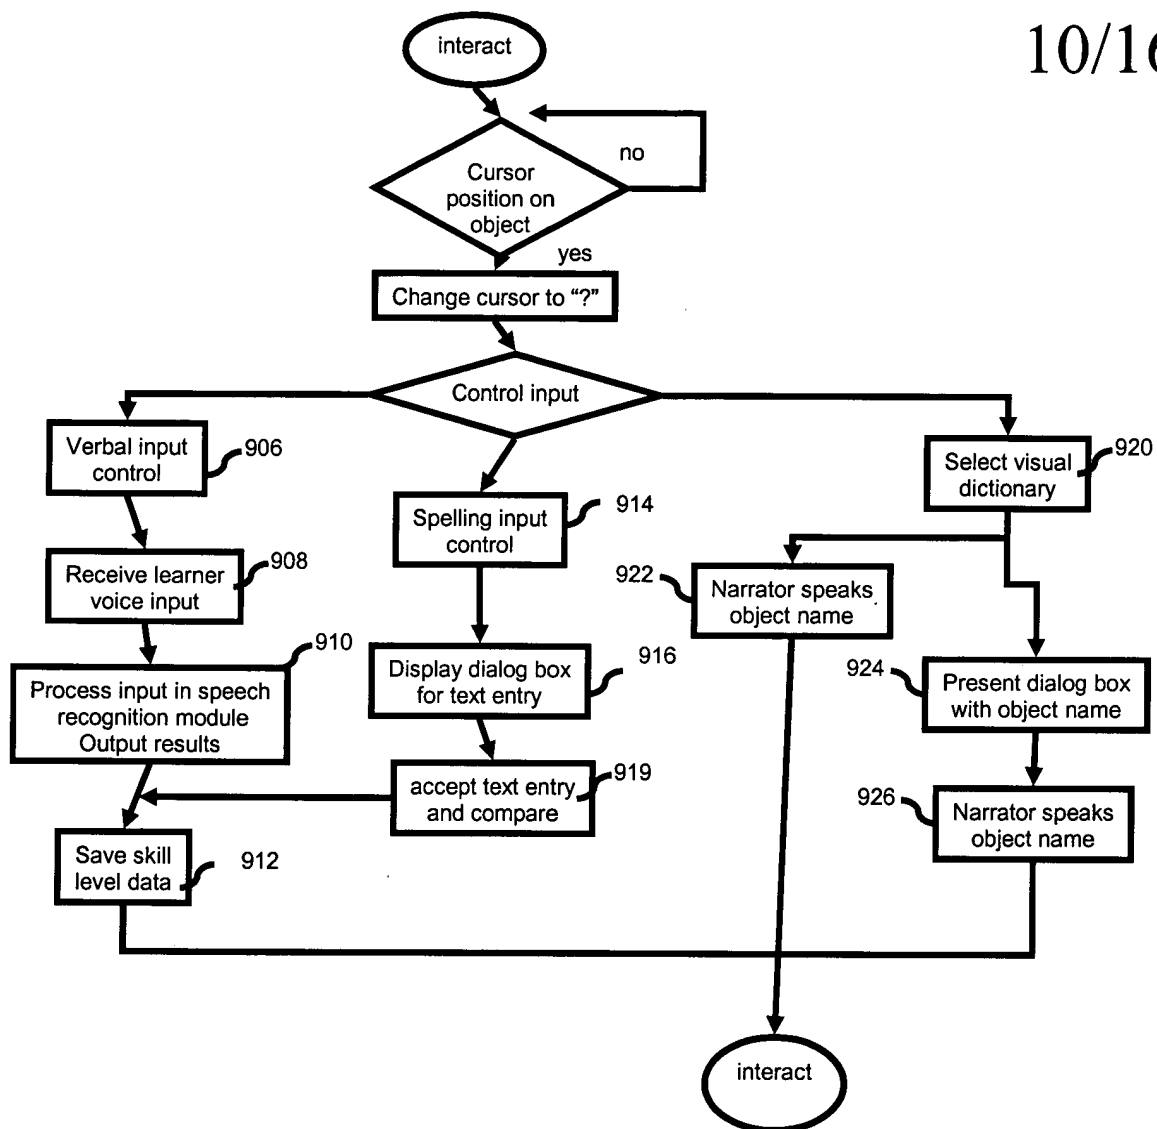 interact
10/16
no
Cursor
position on
object
yes
Change cursor to “?”
Control input
Verbal input
control
906
Select visual
dictionary
920
Spelling input
control
914
Receive learner
voice input
908
922
Narrator speaks
object name
910
Process input in speech
recognition module
Output results
Display dialog box
for text entry
916
924
Present dialog box
with object name
accept text entry
and compare
919
926
Narrator speaks
object name
Save skill
level data
912
interact